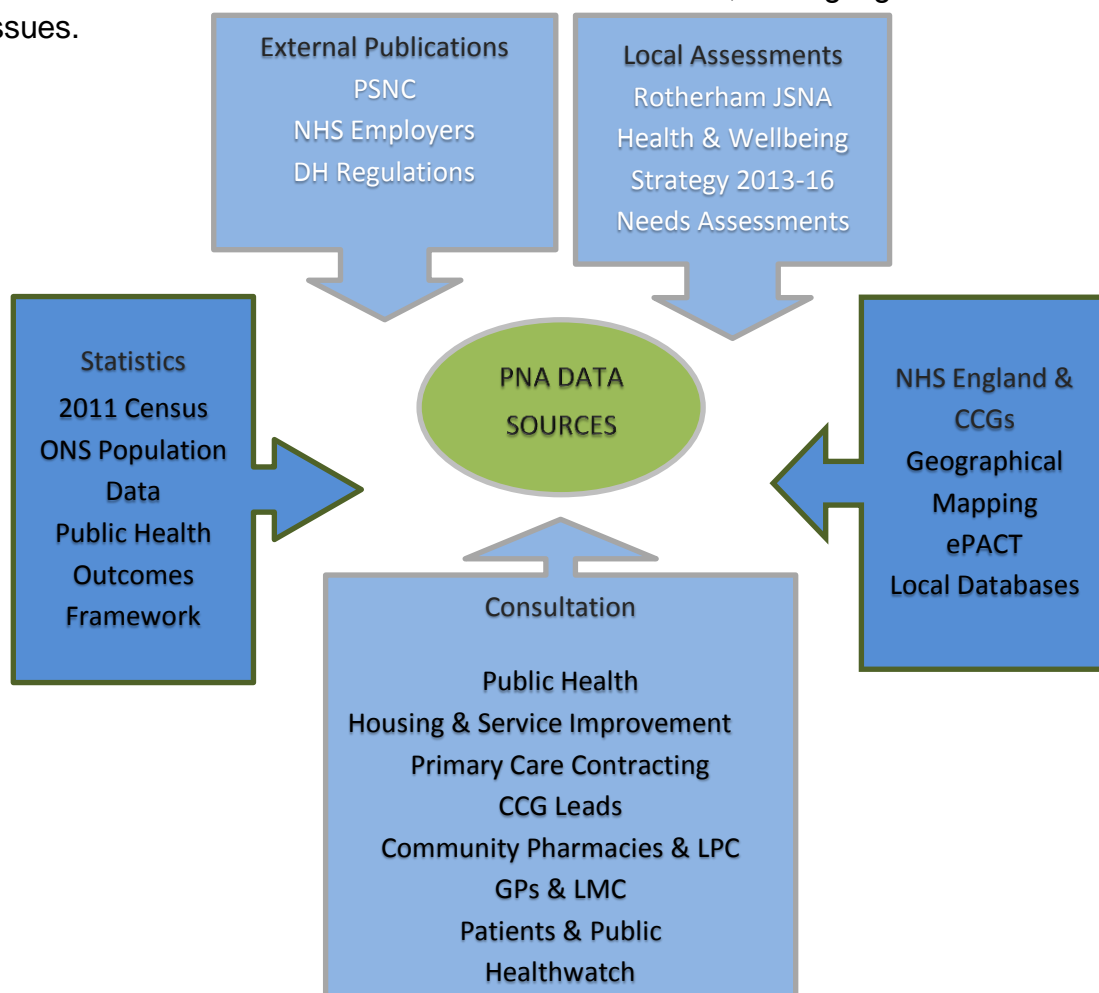 ssues.
External Publications
PSNC
NHS Employers
DH Regulations
Local Assessments
Rotherham JSNA
Health & Wellbeing
Strategy 2013-16
Needs Assessments
Statistics
2011 Census
ONS Population
Data
Public Health
Outcomes
Framework
PNA DATA
SOURCES
NHS England &
CCGs
Geographical
Mapping
ePACT
Local Databases
Consultation
Public Health
Housing & Service Improvement
Primary Care Contracting
CCG Leads
Community Pharmacies & LPC
GPs & LMC
Patients & Public
Healthwatch